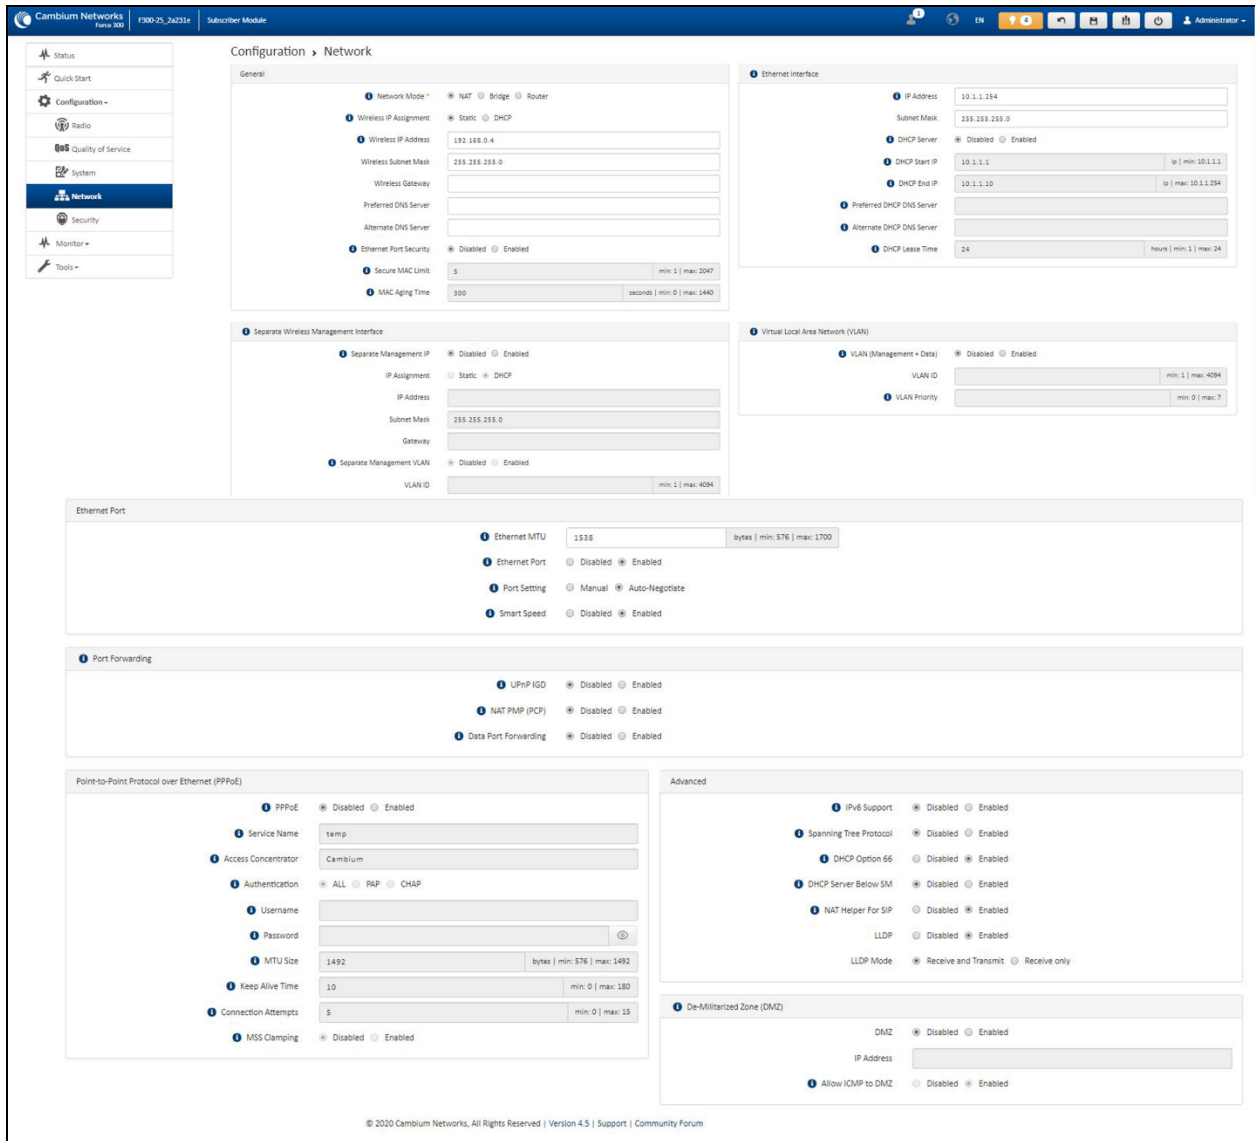 Cambium Networks
Force 300
F300-25_2a231e
Subscriber Module
1
EN
4
Administrator
Status
Quick Start
Configuration
Radio
QoS Quality of Service
System
Network
Security
Monitor
Tools
Configuration > Network
General
Network Mode * NAT Bridge Router
Wireless IP Assignment Static DHCP
Wireless IP Address 192.168.0.4
Wireless Subnet Mask 255.255.255.0
Wireless Gateway
Preferred DNS Server
Alternate DNS Server
Ethernet Port Security Disabled Enabled
Secure MAC Limit 5 min: 1 | max: 2047
MAC Aging Time 300 seconds | min: 0 | max: 1440
Ethernet Interface
IP Address 10.1.1.254
Subnet Mask 255.255.255.0
DHCP Server Disabled Enabled
DHCP Start IP 10.1.1.1 ip | min: 10.1.1.1
DHCP End IP 10.1.1.10 ip | max: 10.1.1.254
Preferred DHCP DNS Server
Alternate DHCP DNS Server
DHCP Lease Time 24 hours | min: 1 | max: 24
Separate Wireless Management Interface
Separate Management IP Disabled Enabled
IP Assignment Static DHCP
IP Address
Subnet Mask 255.255.255.0
Gateway
Separate Management VLAN Disabled Enabled
VLAN ID min: 1 | max: 4094
Virtual Local Area Network (VLAN)
VLAN (Management + Data) Disabled Enabled
VLAN ID min: 1 | max: 4094
VLAN Priority min: 0 | max: 7
Ethernet Port
Ethernet MTU 1538 bytes | min: 576 | max: 1700
Ethernet Port Disabled Enabled
Port Setting Manual Auto-Negotiate
Smart Speed Disabled Enabled
Port Forwarding
UPnP IGD Disabled Enabled
NAT PMP (PCP) Disabled Enabled
Data Port Forwarding Disabled Enabled
Point-to-Point Protocol over Ethernet (PPPoE)
PPPoE Disabled Enabled
Service Name temp
Access Concentrator Cambium
Authentication ALL PAP CHAP
Username
Password
MTU Size 1492 bytes | min: 576 | max: 1492
Keep Alive Time 10 min: 0 | max: 180
Connection Attempts 5 min: 0 | max: 15
MSS Clamping Disabled Enabled
Advanced
IPv6 Support Disabled Enabled
Spanning Tree Protocol Disabled Enabled
DHCP Option 66 Disabled Enabled
DHCP Server Below SM Disabled Enabled
NAT Helper For SIP Disabled Enabled
LLDP Disabled Enabled
LLDP Mode Receive and Transmit Receive only
De-Militarized Zone (DMZ)
DMZ Disabled Enabled
IP Address
Allow ICMP to DMZ Disabled Enabled
© 2020 Cambium Networks, All Rights Reserved | Version 4.5 | Support | Community Forum